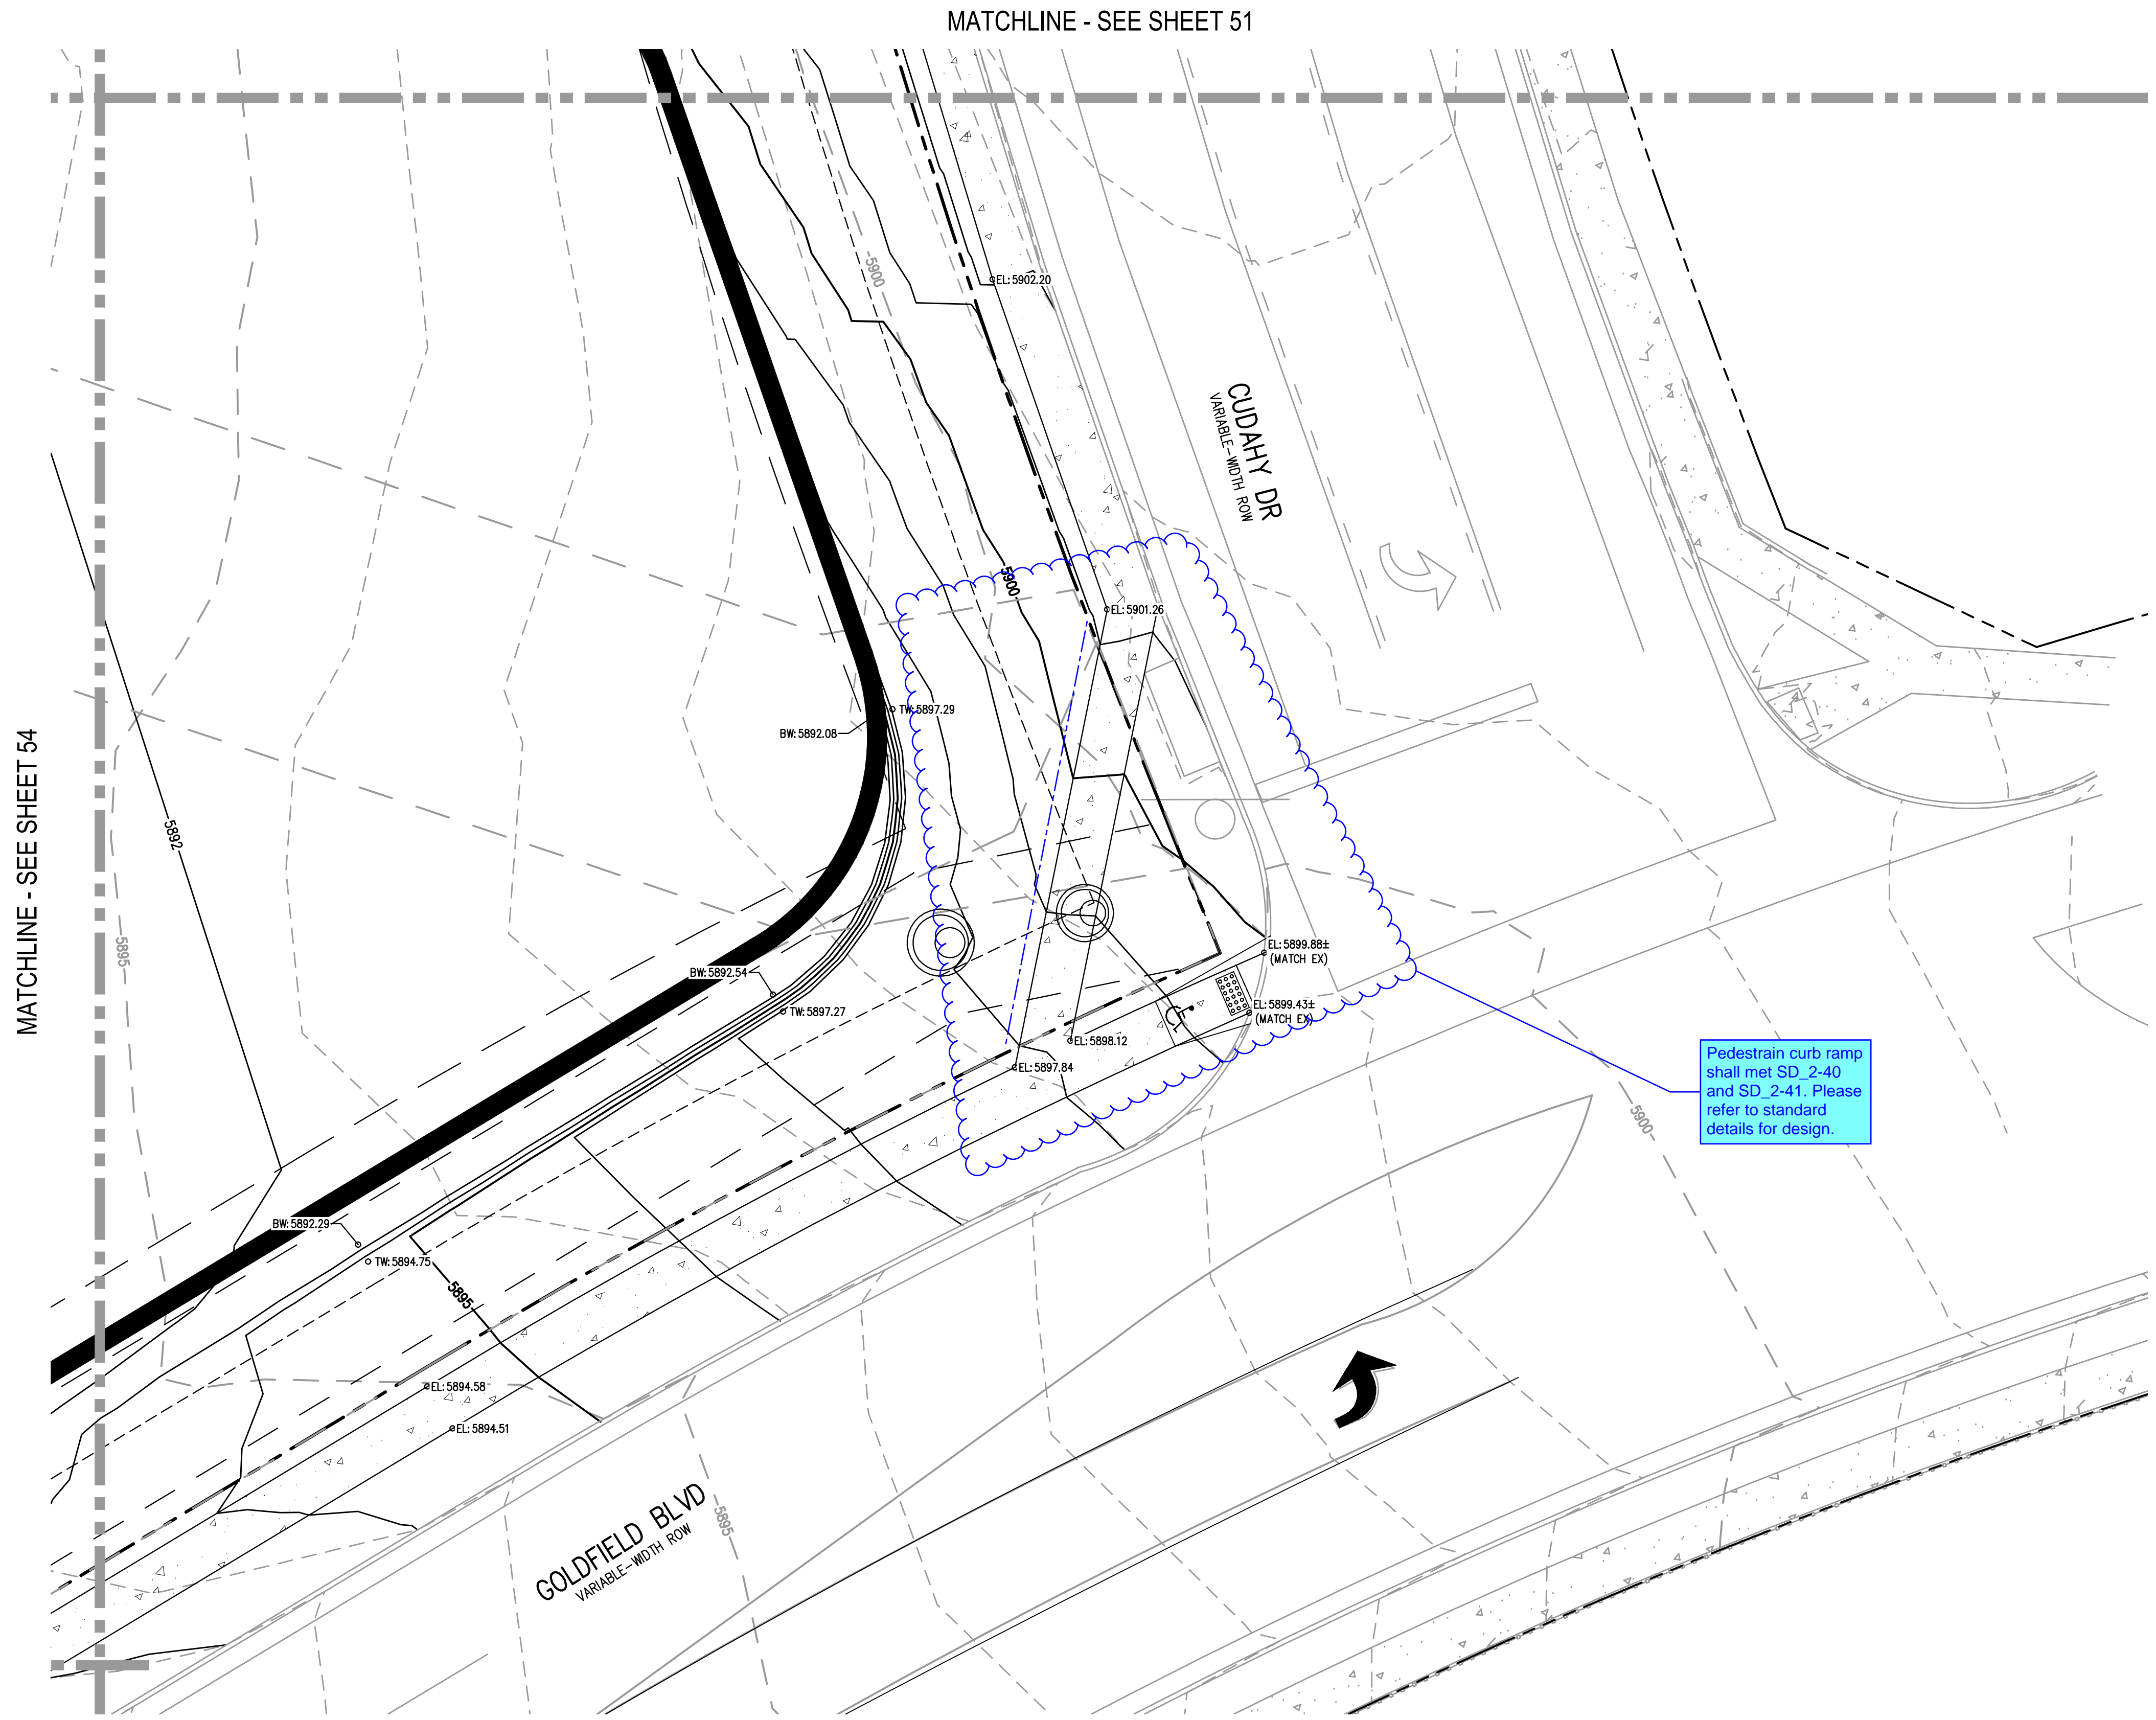 MATCHLINE - SEE SHEET 51
5900
EL: 5902.20
CUDAHY DR
VARIABLE-WIDTH ROW
5900
EL: 5901.26
TW: 5897.29
BW: 5892.08
MATCHLINE - SEE SHEET 54
5892
5895
EL: 5899.88±
(MATCH EX)
BW: 5892.54
TW: 5897.27
EL: 5899.43±
(MATCH EX)
EL: 5898.12
EL: 5897.84
Pedestrain curb ramp
shall met SD_2-40
and SD_2-41. Please
refer to standard
details for design.
5900
BW: 5892.29
TW: 5894.75
5895
EL: 5894.58
EL: 5894.51
GOLDFIELD BLVD
VARIABLE-WIDTH ROW
5895